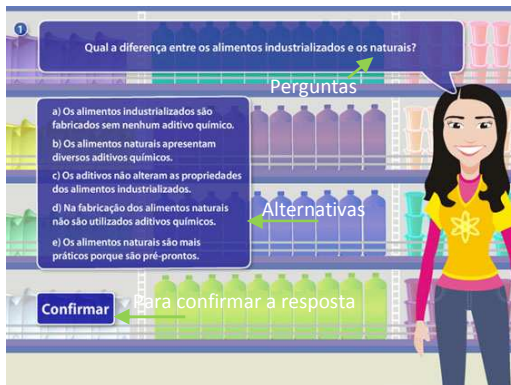 1
Qual a diferença entre os alimentos industrializados e os naturais?
Perguntas
a) Os alimentos industrializados são
fabricados sem nenhum aditivo químico.
b) Os alimentos naturais apresentam
diversos aditivos químicos.
c) Os aditivos não alteram as propriedades
dos alimentos industrializados.
d) Na fabricação dos alimentos naturais
não são utilizados aditivos químicos.
e) Os alimentos naturais são mais
práticos porque são pré-prontos.
Alternativas
Confirmar
Para confirmar a resposta